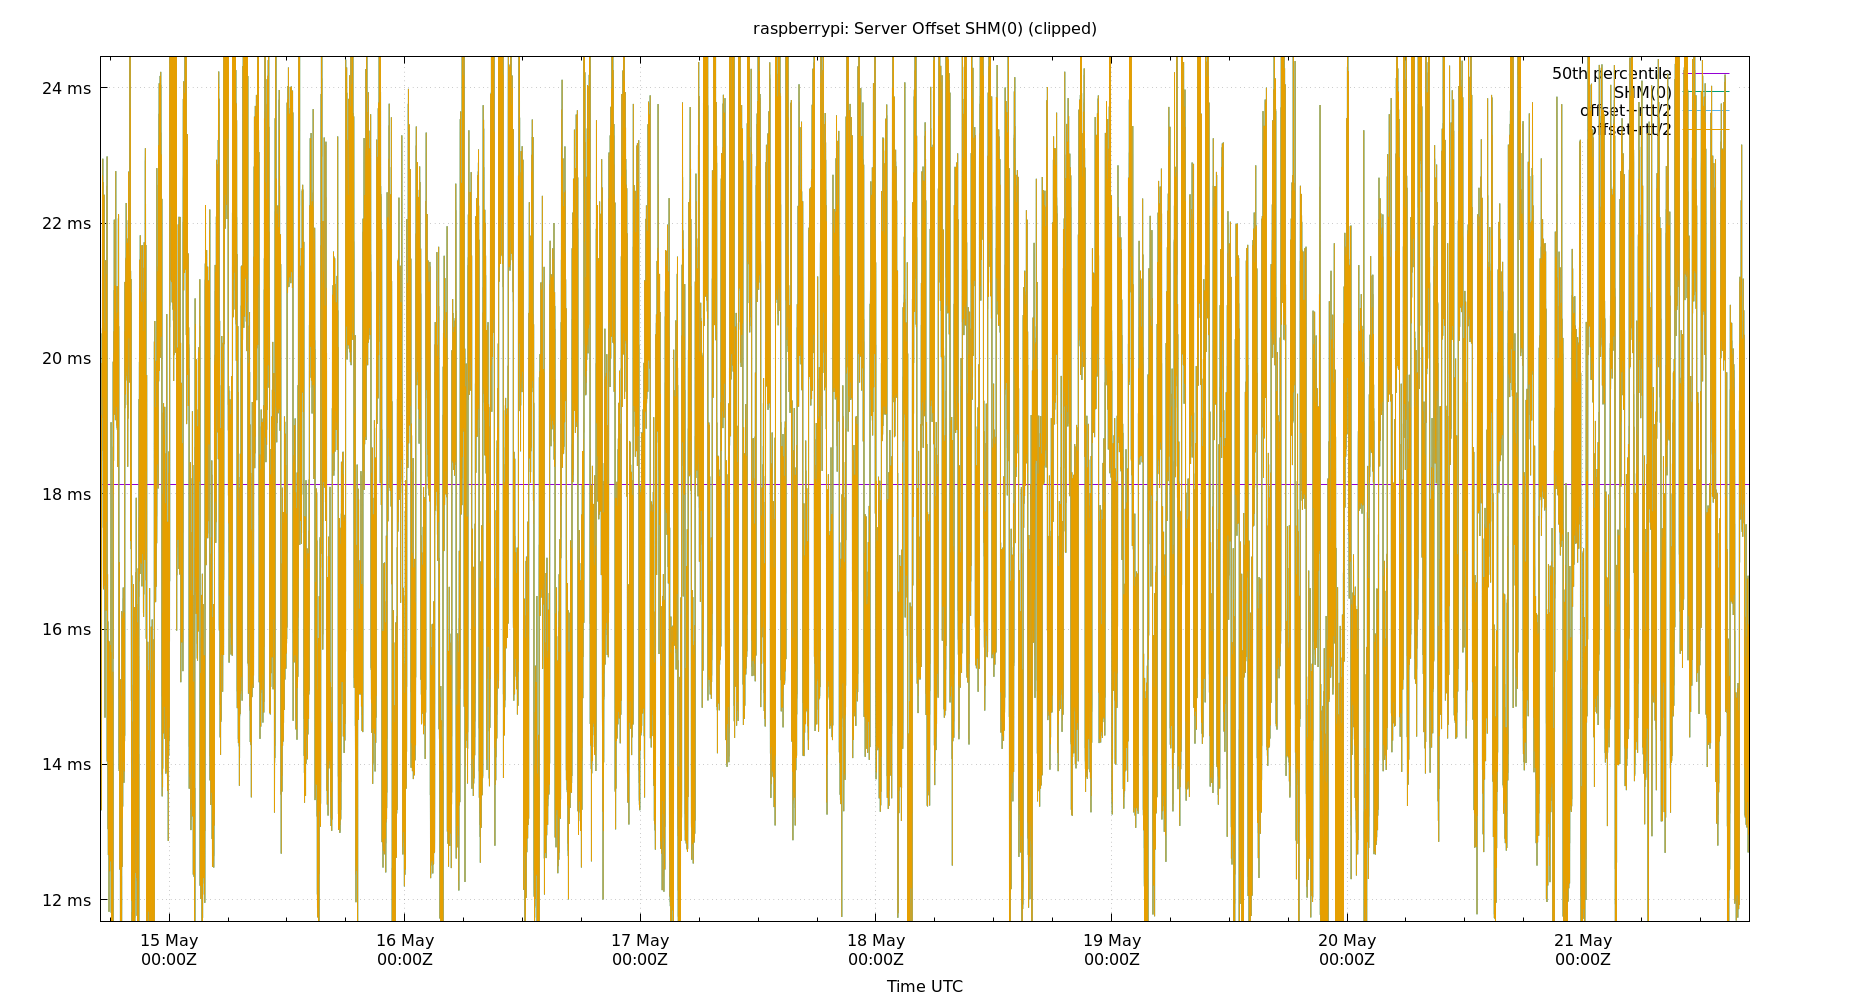 raspberrypi: Server Offset SHM(0) (clipped)
50th percentile
SHM(0)
offset+rtt/2
offset-rtt/2
24 ms
22 ms
20 ms
18 ms
16 ms
14 ms
12 ms
15 May 16 May 17 May 18 May 19 May 20 May 21 May
00:00Z 00:00Z 00:00Z 00:00Z 00:00Z 00:00Z 00:00Z
Time UTC